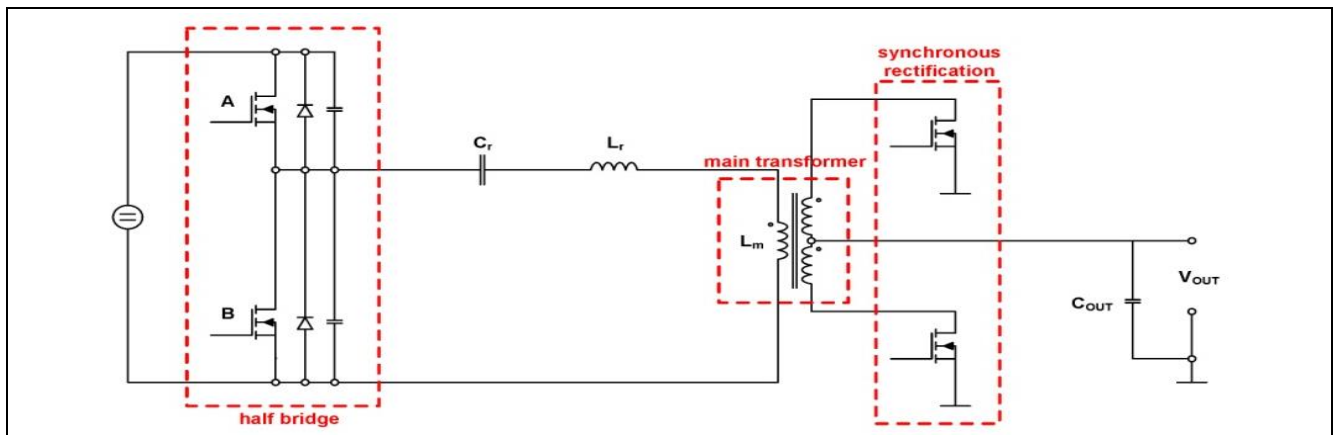 synchronous
rectification
A
Cr
Lr
main transformer
Lm
VOUT
COUT
B
half bridge